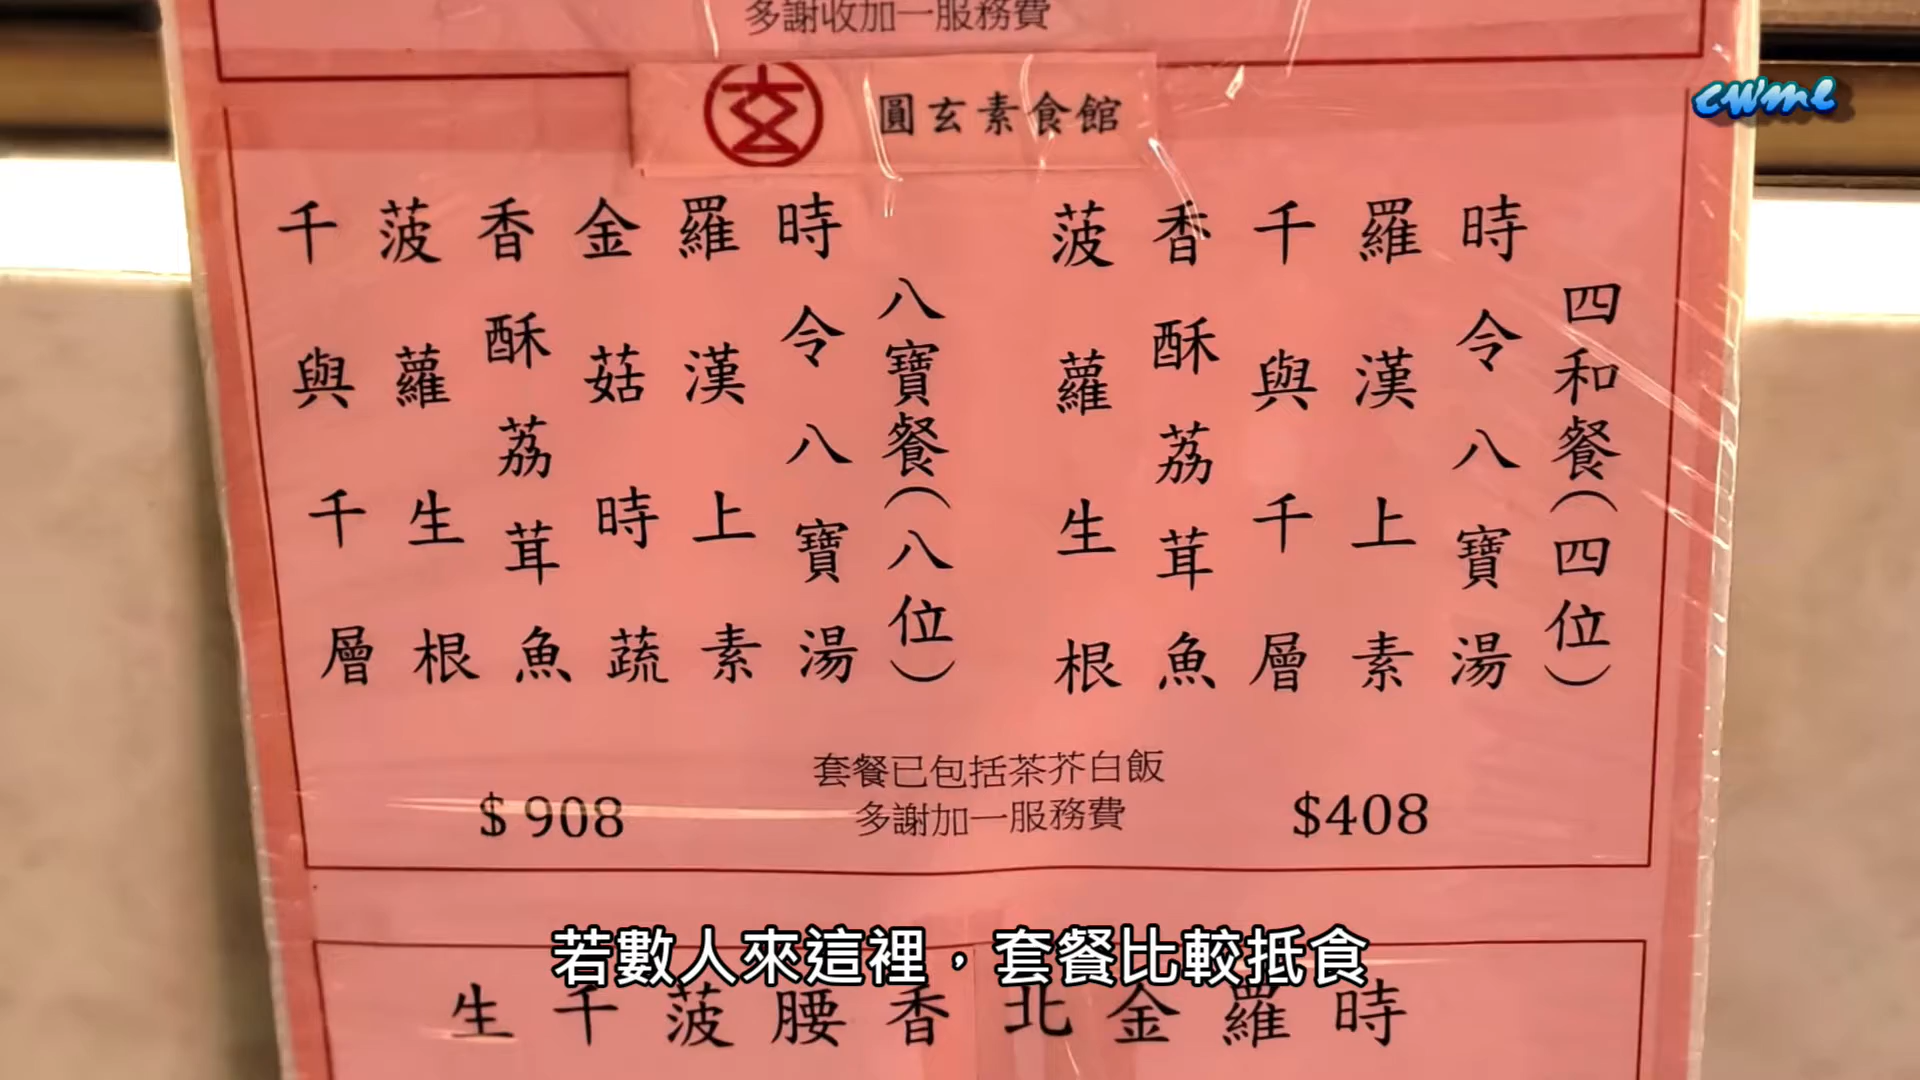 多謝收加一服務費
圓玄素食館
cwml
四和餐(四位)
時令八寶湯
羅漢上素
千與千層
香酥荔茸魚
菠蘿生根
八寶餐(八位)
時令八寶湯
羅漢上素
金菇時蔬
香酥荔茸魚
菠蘿生根
千與千層
套餐已包括茶芥白飯
多謝加一服務費
$908
$408
若數人來這裡，套餐比較抵食
時
羅
金
北
香
腰
菠
千
生